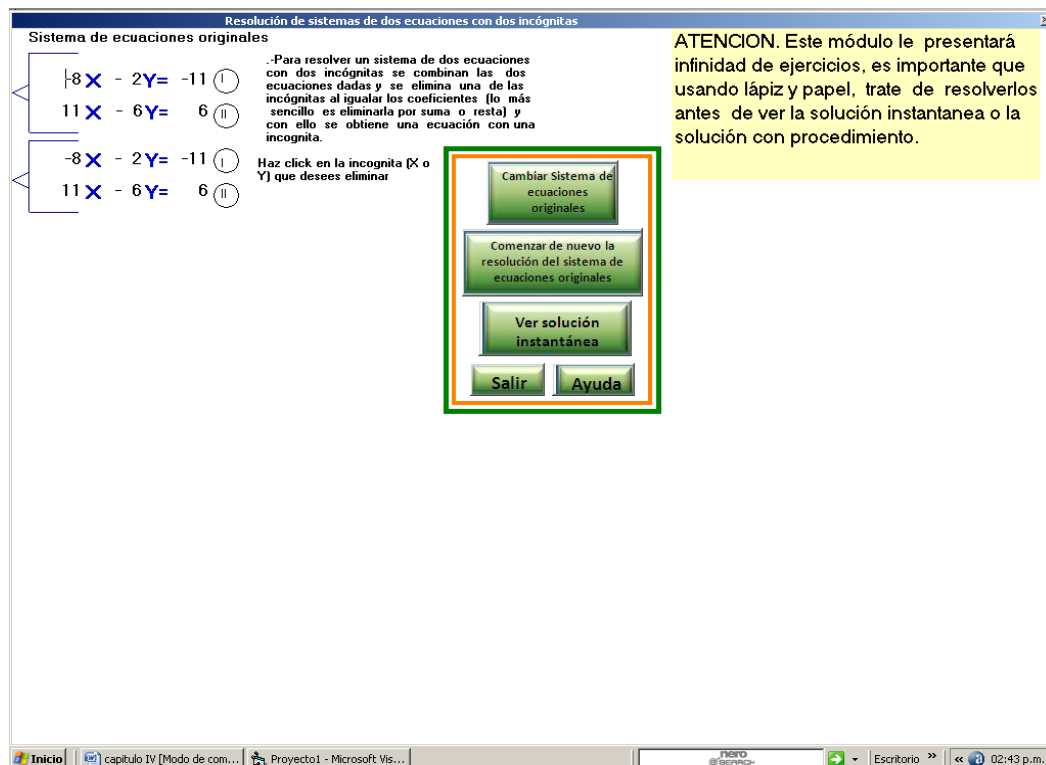 Resolución de sistemas de dos ecuaciones con dos incógnitas
Sistema de ecuaciones originales
-8X - 2Y= -11 I
11X - 6Y= 6 II
.-Para resolver un sistema de dos ecuaciones
con dos incógnitas se combinan las dos
ecuaciones dadas y se elimina una de las
incógnitas al igualar los coeficientes (lo más
sencillo es eliminarla por suma o resta) y
con ello se obtiene una ecuación con una
incognita.
-8X - 2Y= -11 I
11X - 6Y= 6 II
Haz click en la incognita (X o
Y) que desees eliminar
ATENCION. Este módulo le presentará
infinidad de ejercicios, es importante que
usando lápiz y papel, trate de resolverlos
antes de ver la solución instantanea o la
solución con procedimiento.
Cambiar Sistema de
ecuaciones
originales
Comenzar de nuevo la
resolución del sistema de
ecuaciones originales
Ver solución
instantánea
Salir
Ayuda
Inicio
capitulo IV [Modo de com...
Proyecto1 - Microsoft Vis...
nero
SEARCH
Escritorio »
« 02:43 p.m.